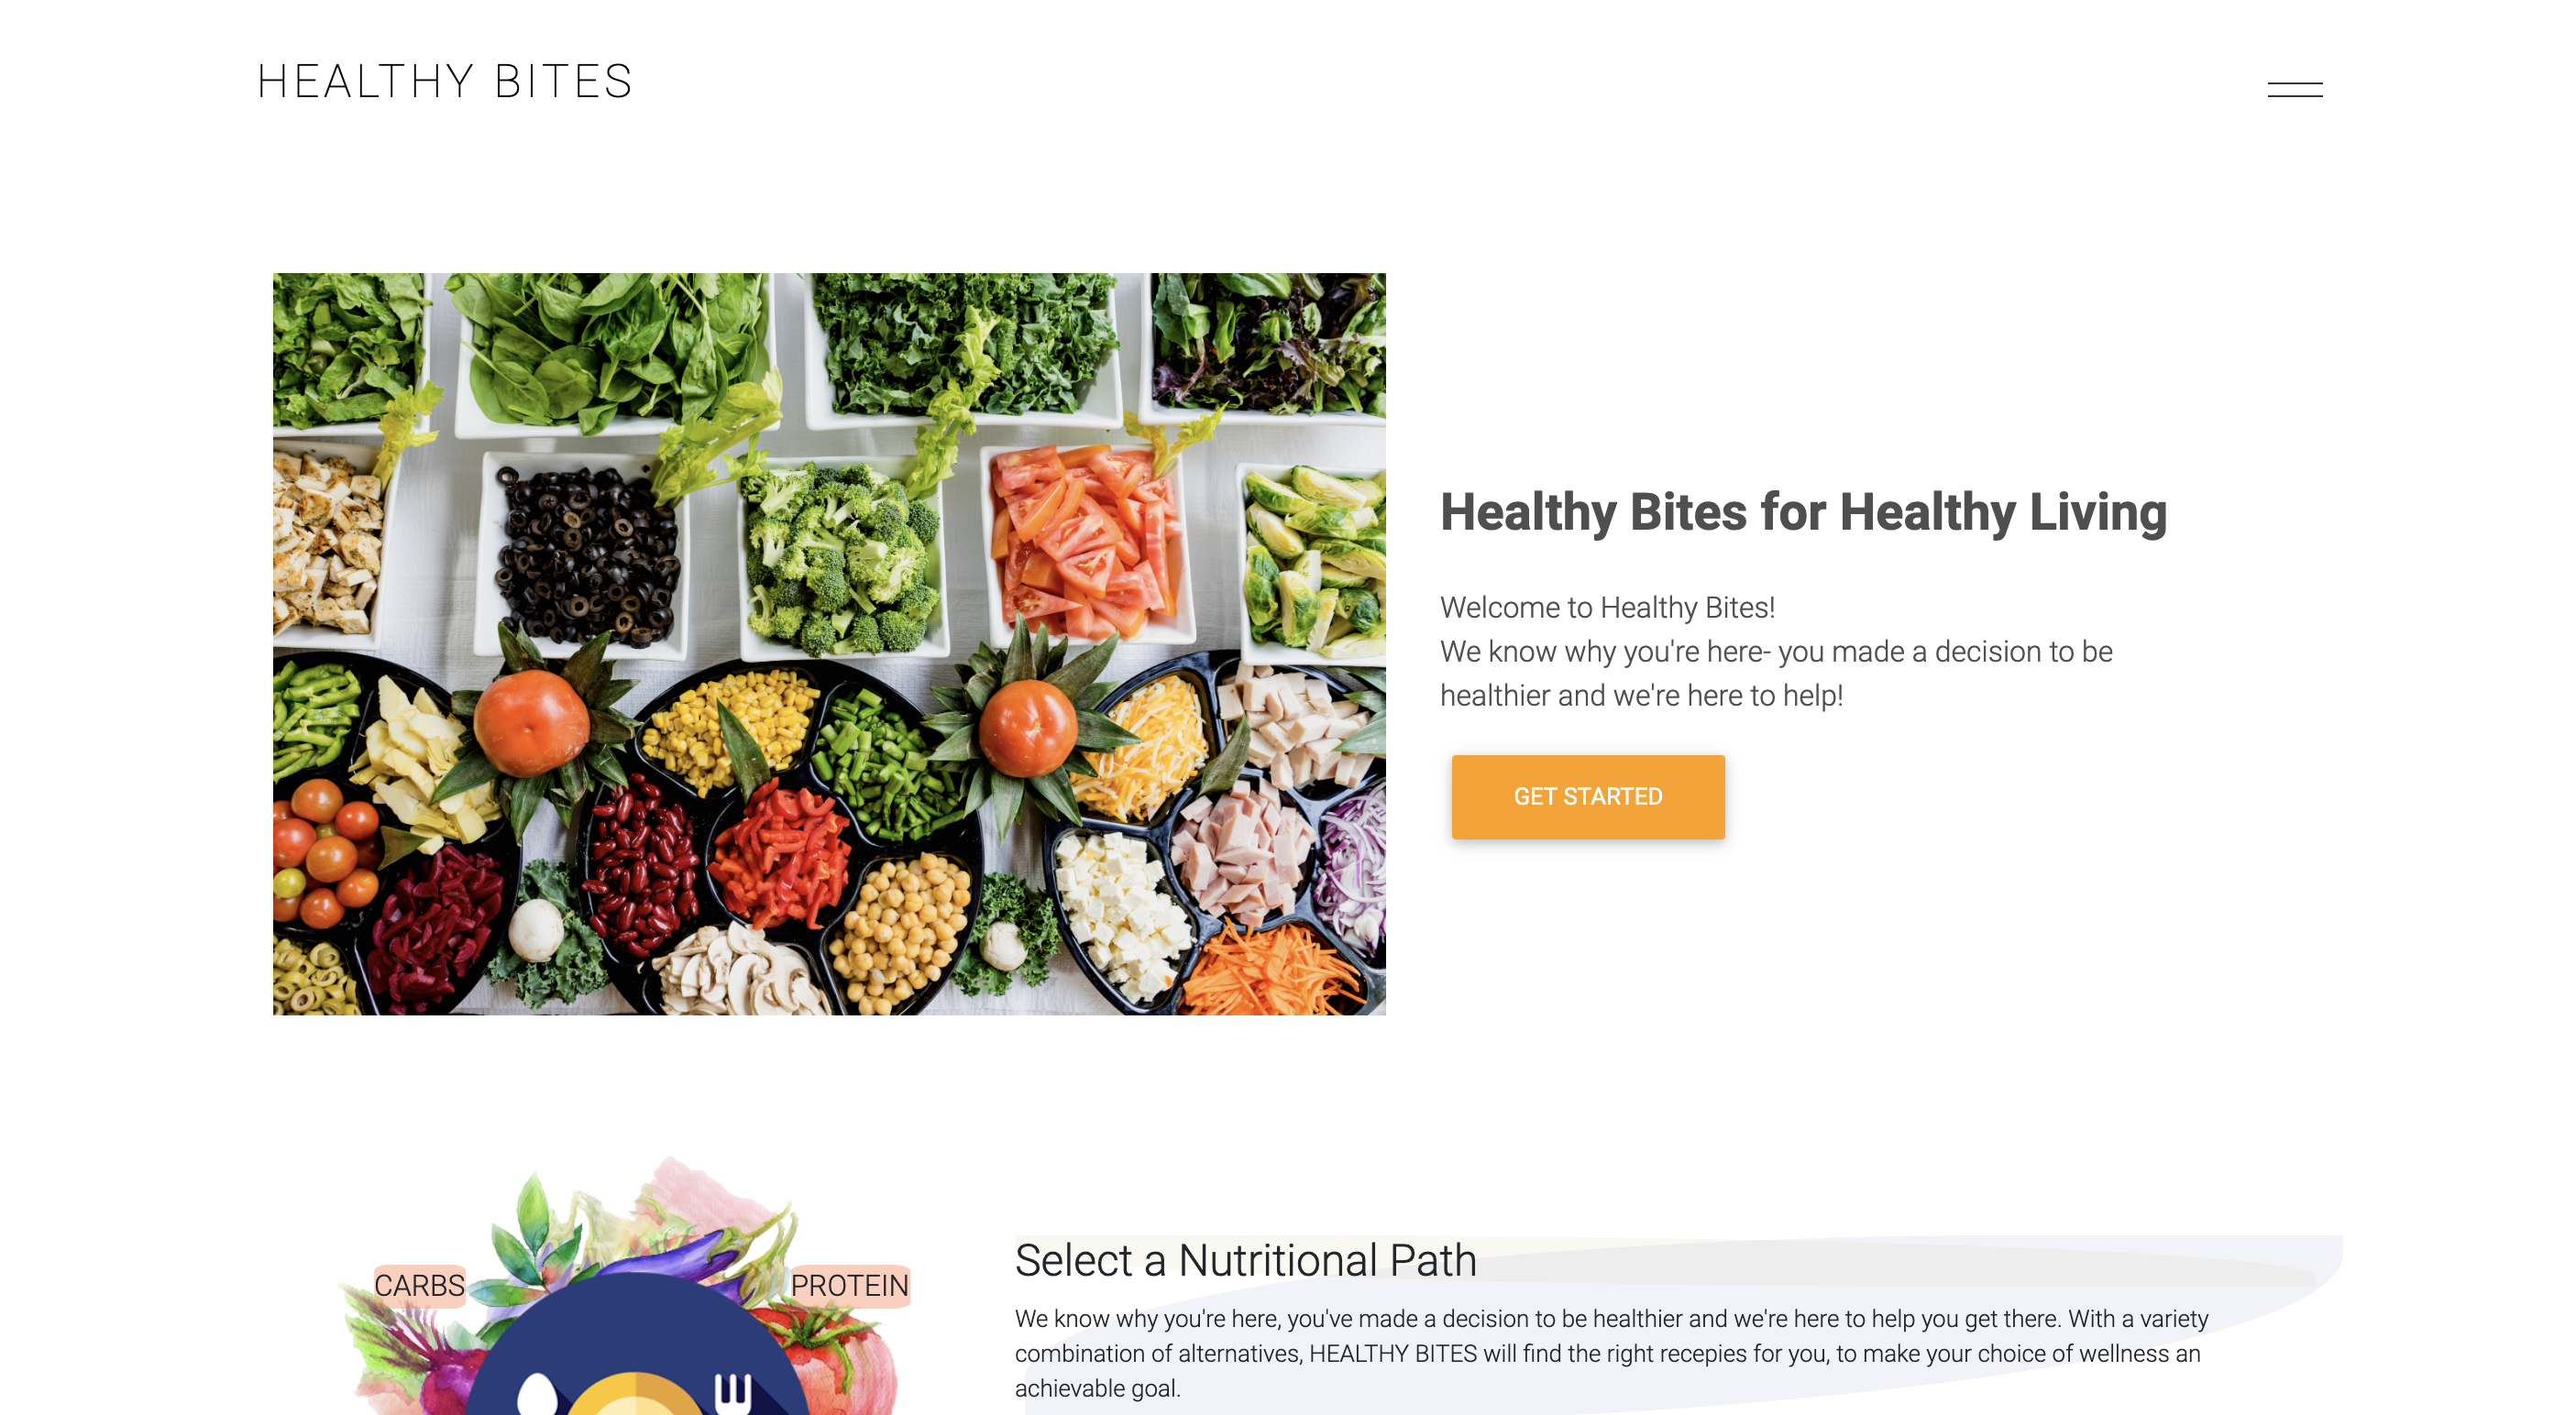 HEALTHY BITES
Healthy Bites for Healthy Living
Welcome to Healthy Bites!
We know why you're here- you made a decision to be
healthier and we're here to help!
GET STARTED
CARBS
PROTEIN
Select a Nutritional Path
We know why you're here, you've made a decision to be healthier and we're here to help you get there. With a variety
combination of alternatives, HEALTHY BITES will find the right recepies for you, to make your choice of wellness an
achievable goal.